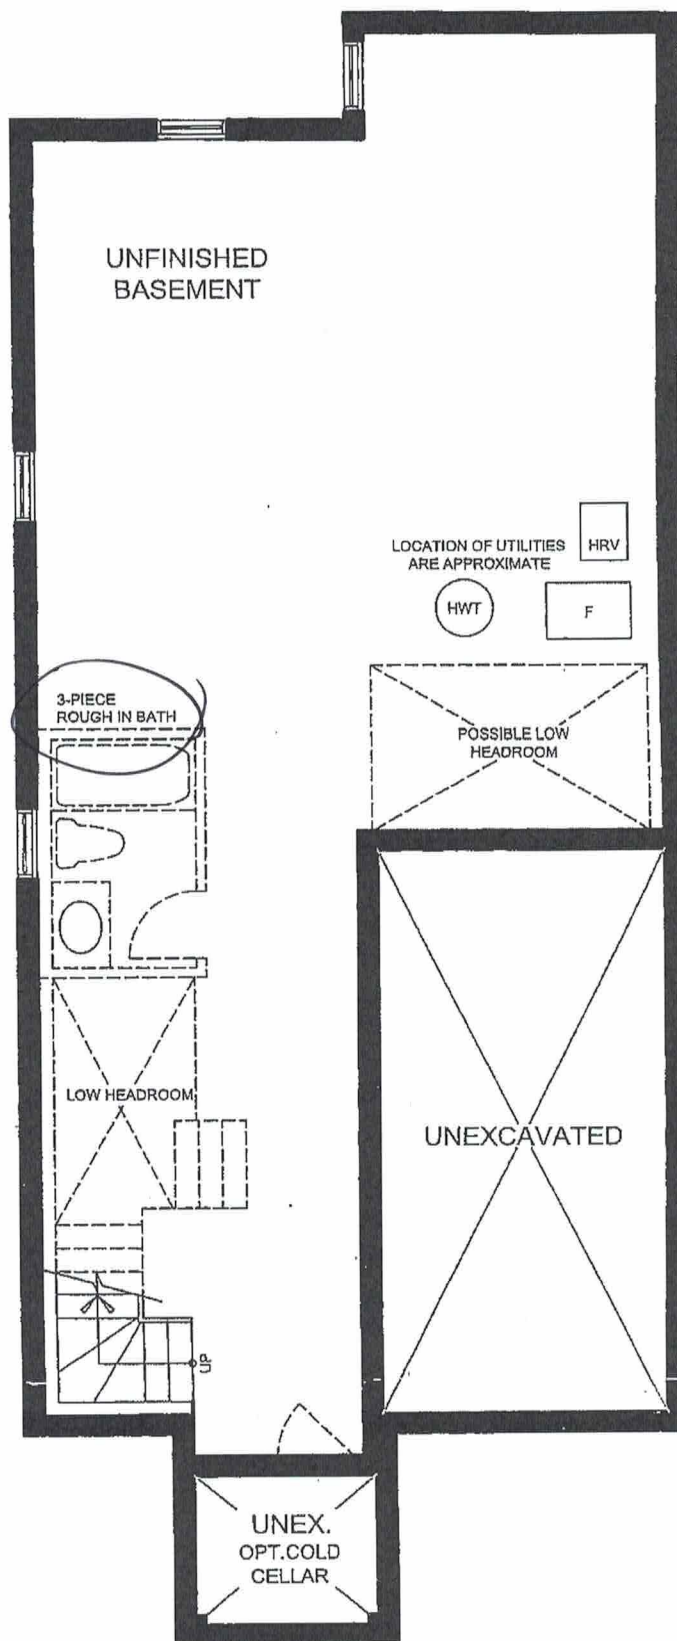 UNFINISHED
BASEMENT
LOCATION OF UTILITIES
ARE APPROXIMATE
HRV
HWT
F
3-PIECE
ROUGH IN BATH
POSSIBLE LOW
HEADROOM
LOW HEADROOM
UNEXCAVATED
UP
UNEX.
OPT.COLD
CELLAR